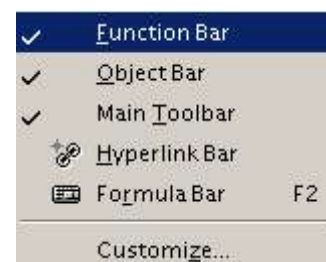 Function Bar
Object Bar
Main Toolbar
Hyperlink Bar
Formula Bar F2
Customize...